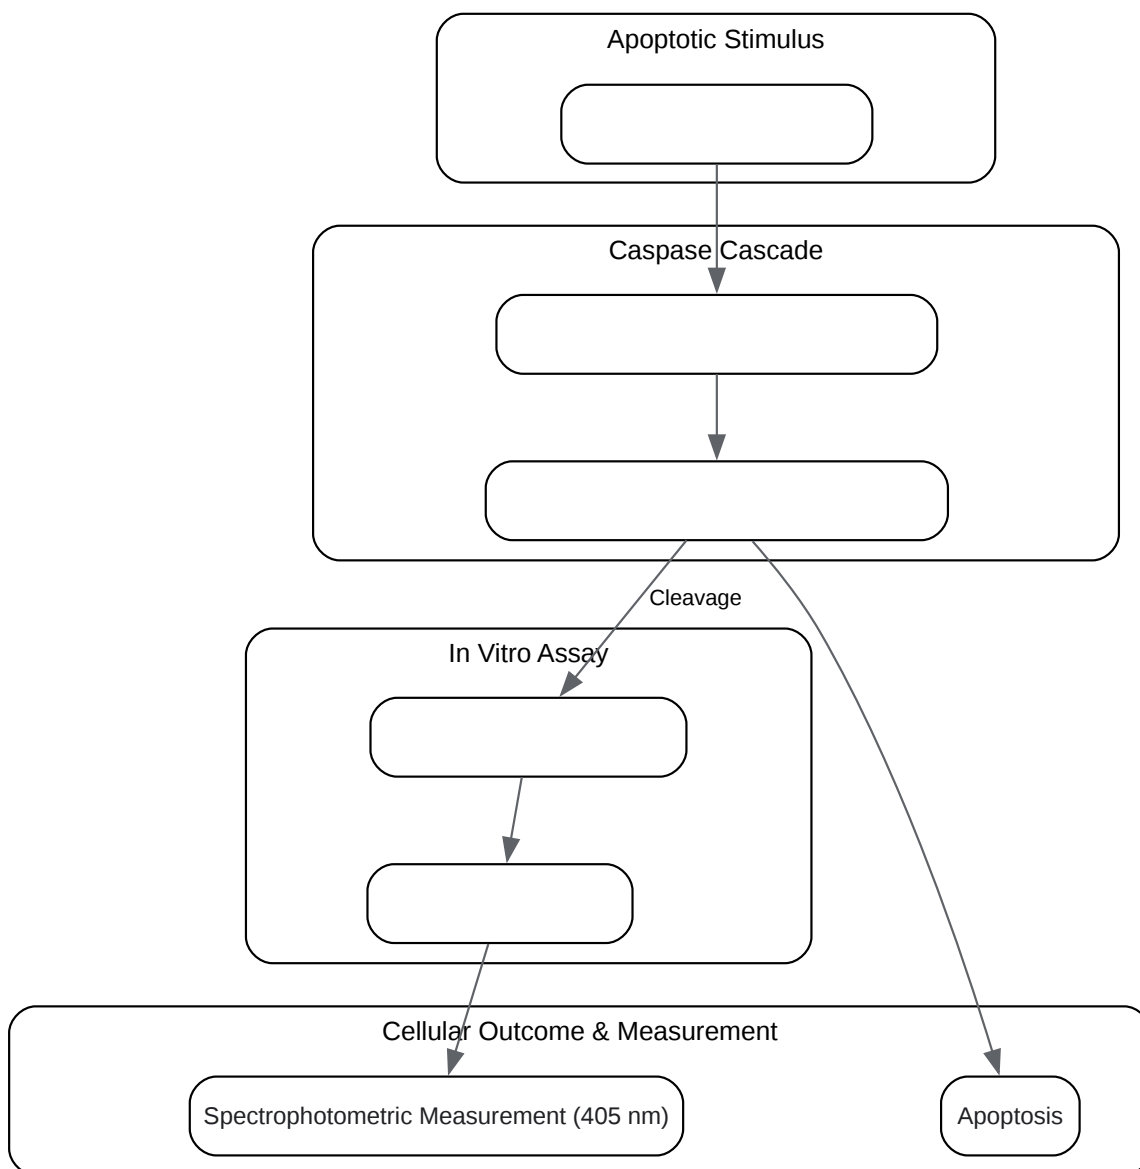 Apoptotic Stimulus
Caspase Cascade
Cleavage
In Vitro Assay
Cellular Outcome & Measurement
Spectrophotometric Measurement (405 nm)
Apoptosis